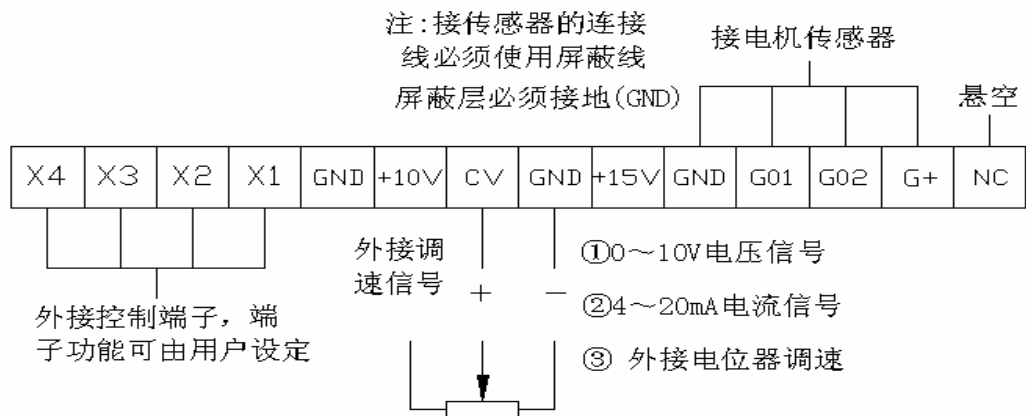 注:接传感器的连接
线必须使用屏蔽线
屏蔽层必须接地(GND)
接电机传感器
悬空
X4 X3 X2 X1 GND +10V CV GND +15V GND G01 G02 G+ NC
外接调
速信号
+ −
①0～10V电压信号
②4～20mA电流信号
③ 外接电位器调速
外接控制端子，端
子功能可由用户设定